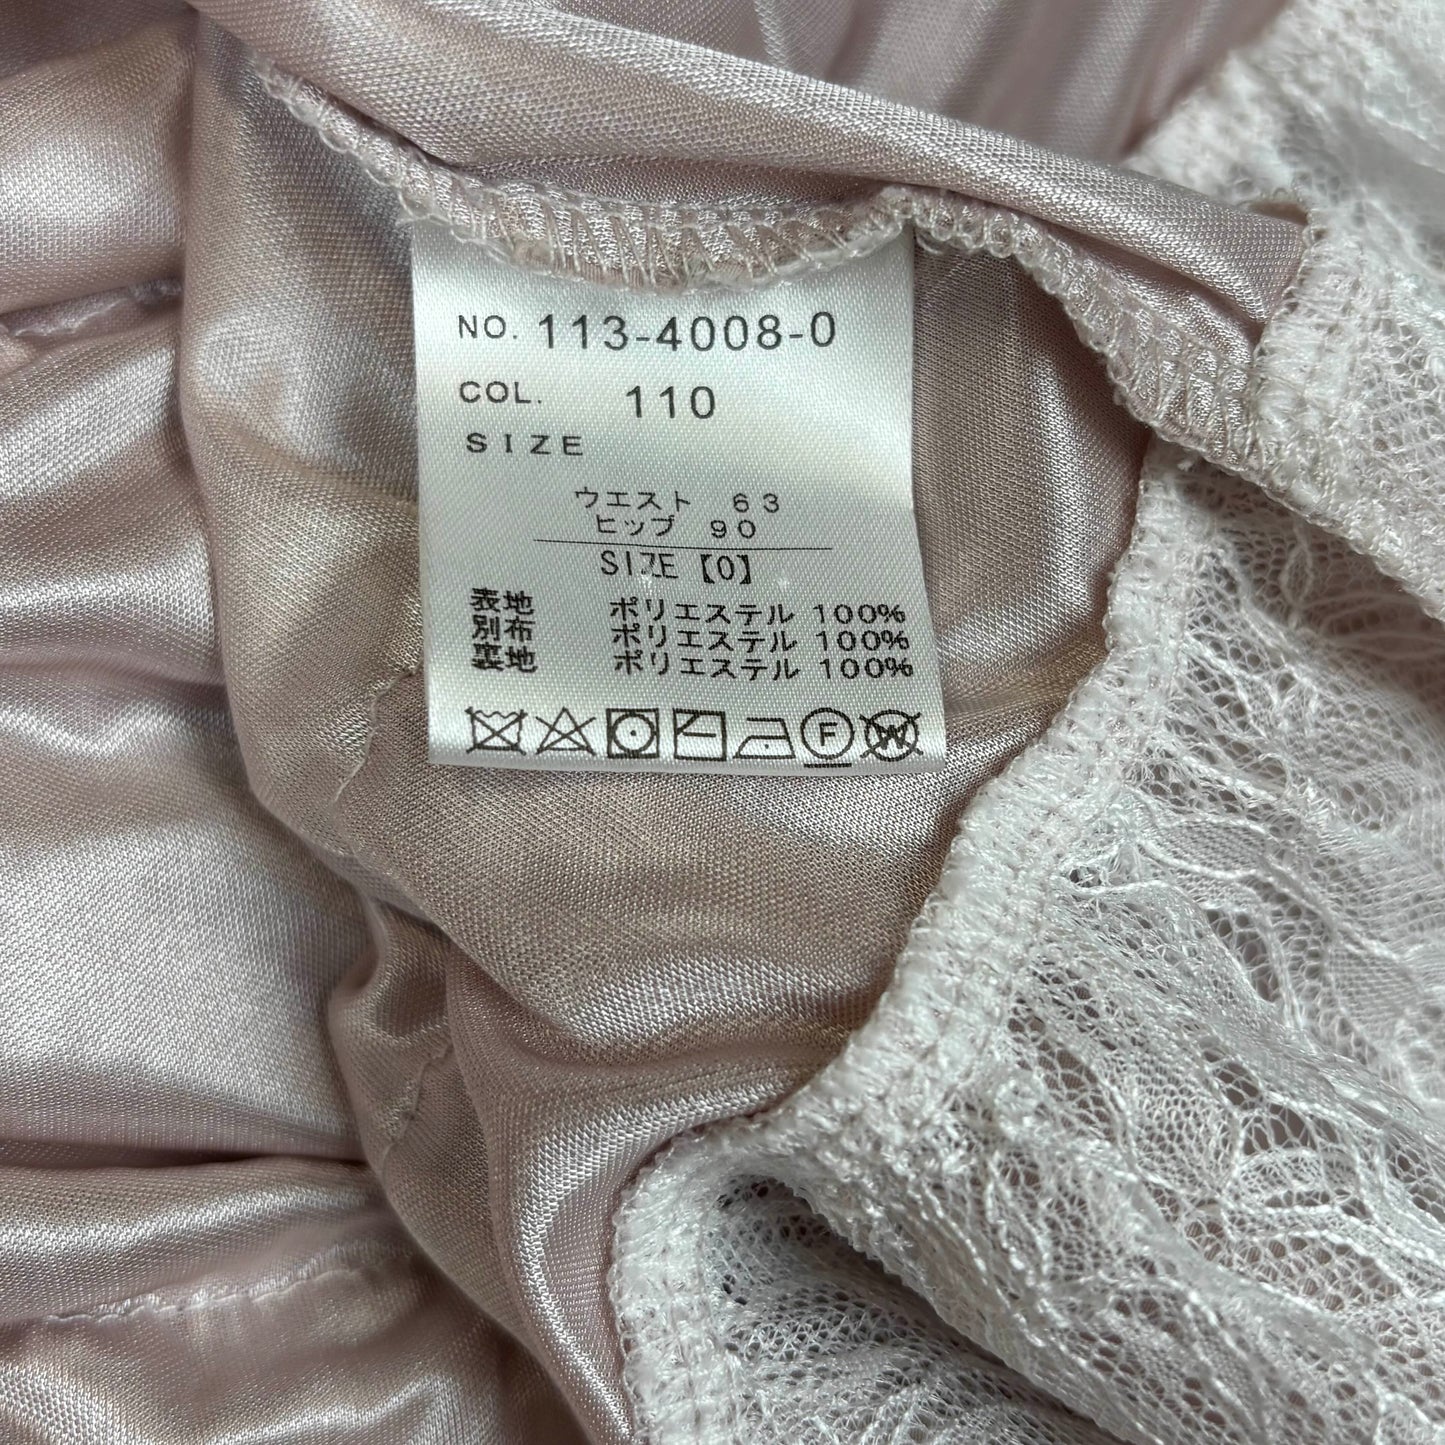 NO. 113-4008-0
COL. 110
SIZE
ウエスト 63
ヒップ 90
SIZE【0】
表地 ポリエステル 100%
別布 ポリエステル 100%
裏地 ポリエステル 100%
F W